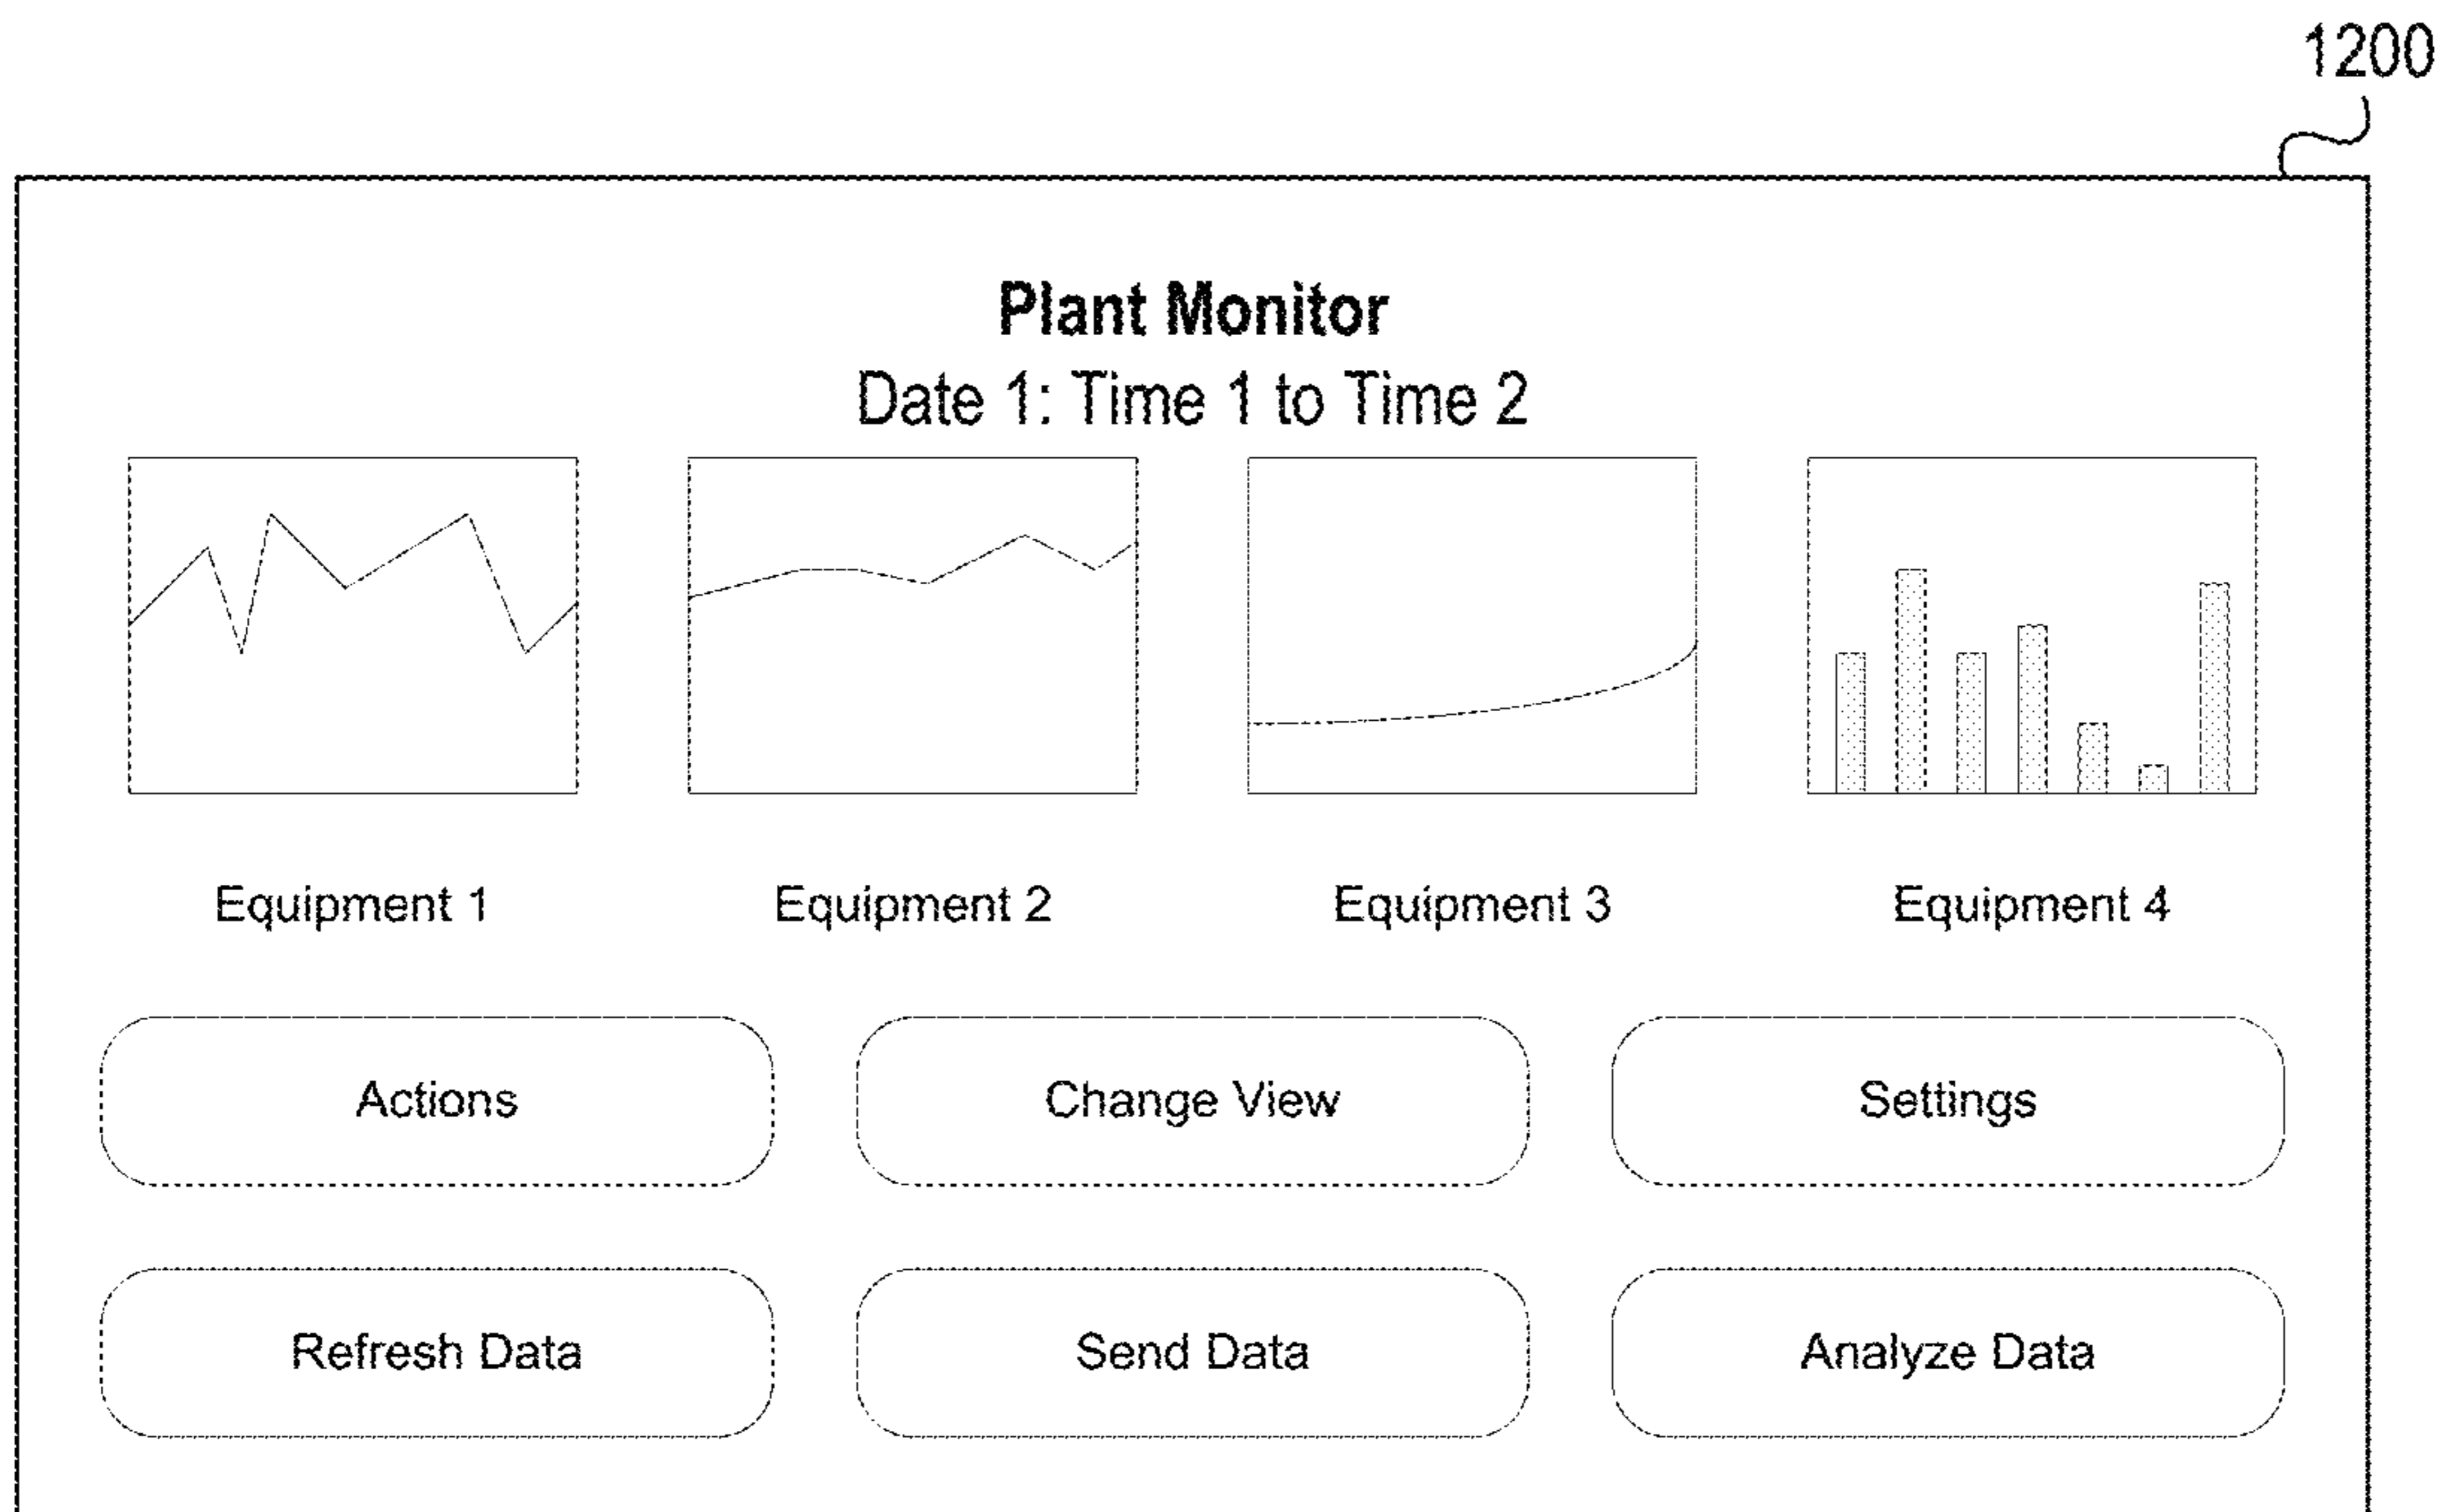 1200
Plant Monitor
Date 1: Time 1 to Time 2
Equipment 1 Equipment 2 Equipment 3 Equipment 4
Actions Change View Settings
Refresh Data Send Data Analyze Data